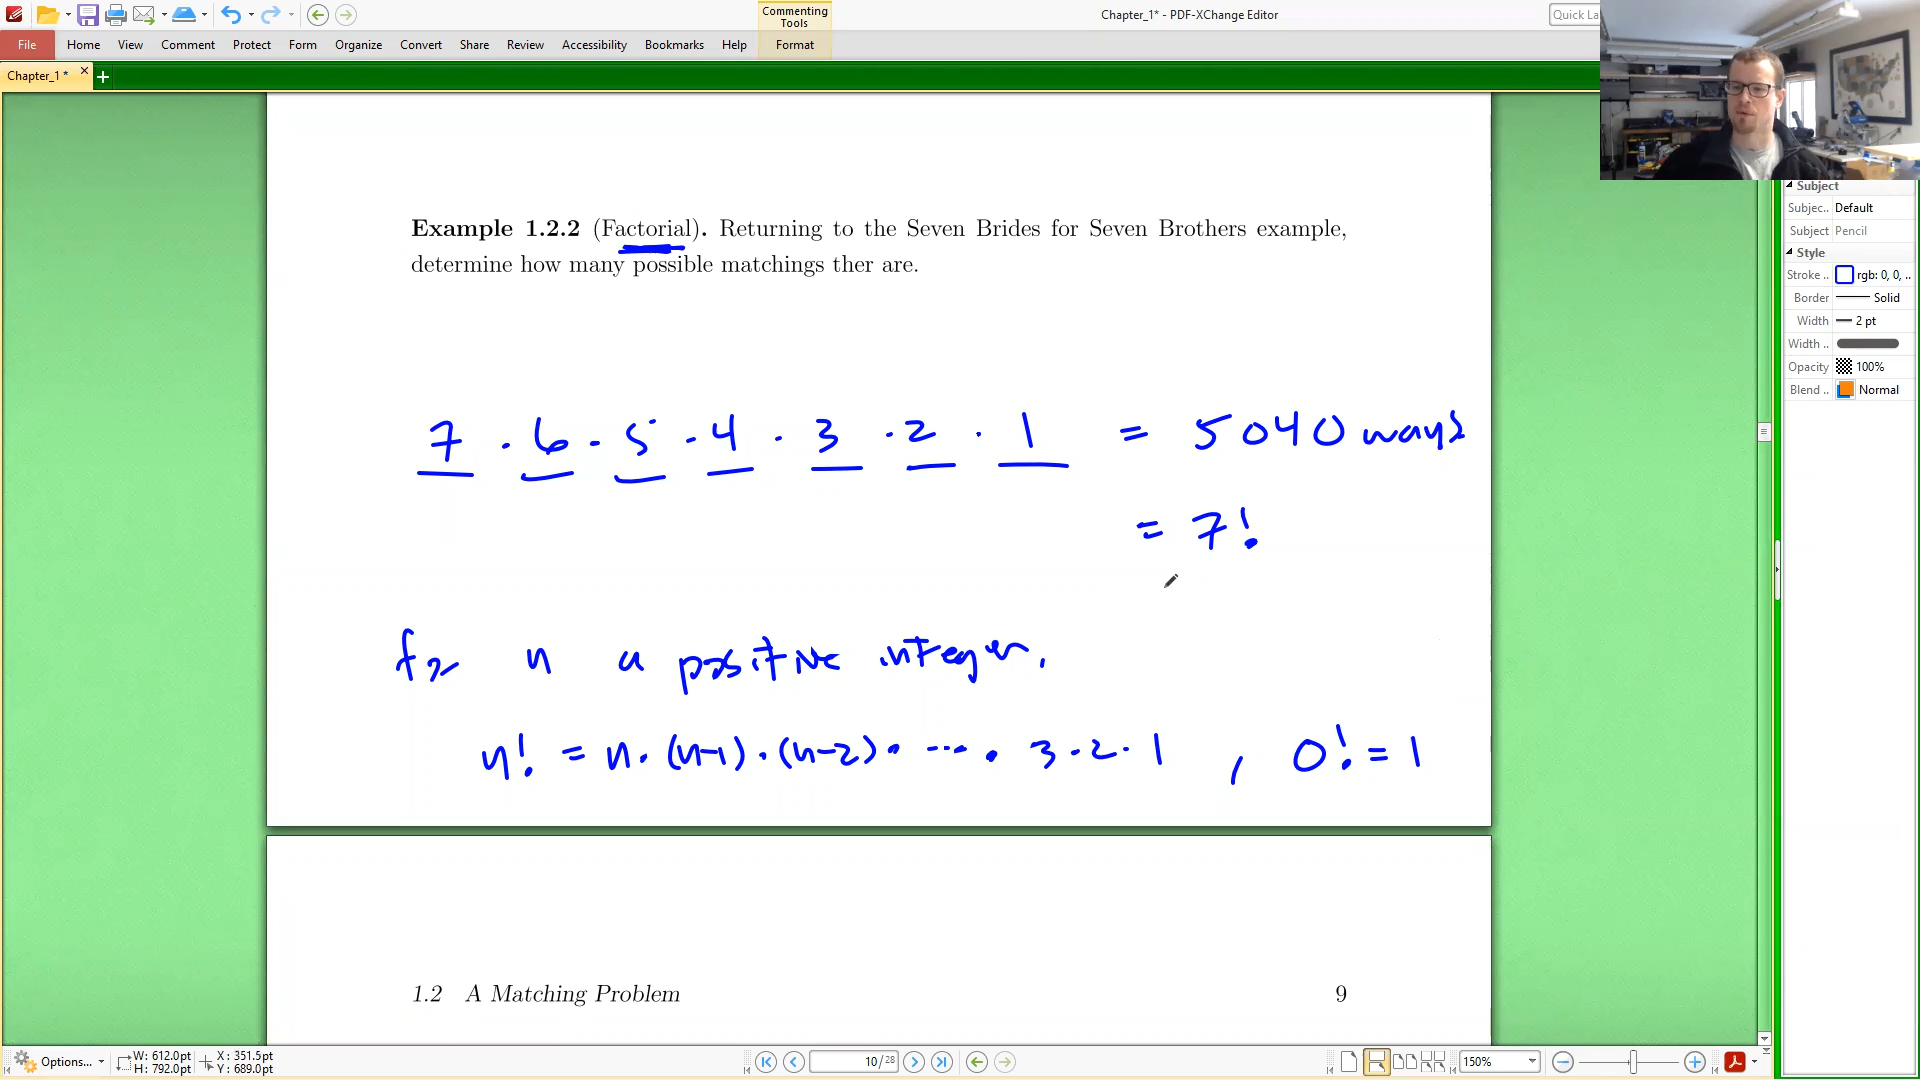 Commenting
Tools
Chapter_1* - PDF-XChange Editor
Quick La
File Home View Comment Protect Form Organize Convert Share Review Accessibility Bookmarks Help Format
Chapter_1 *
Example 1.2.2 (Factorial). Returning to the Seven Brides for Seven Brothers example,
determine how many possible matchings ther are.
7 · 6 · 5 · 4 · 3 · 2 · 1 = 5040 ways
= 7!
for n a positive integer,
n! = n · (n-1) · (n-2) · ... · 3 · 2 · 1 , 0! = 1
1.2 A Matching Problem 9
Subject
Subjec.. Default
Subject Pencil
Style
Stroke .. rgb: 0, 0, ..
Border Solid
Width 2 pt
Width ..
Opacity 100%
Blend .. Normal
Options...
W: 612.0pt
H: 792.0pt
X: 351.5pt
Y: 689.0pt
10 / 28
150%